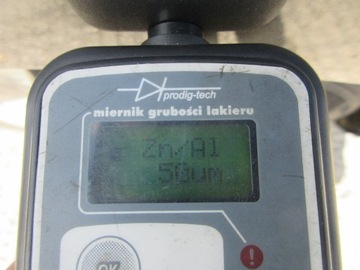 prodig-tech
miernik grubości lakieru
Zn/Al
50um
OK
!